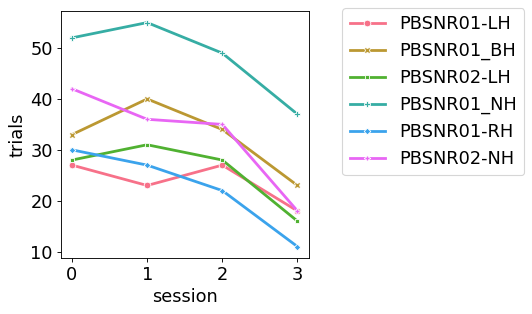 50
40
30
20
10
trials
0 1 2 3
session
PBSNR01-LH
PBSNR01_BH
PBSNR02-LH
PBSNR01_NH
PBSNR01-RH
PBSNR02-NH